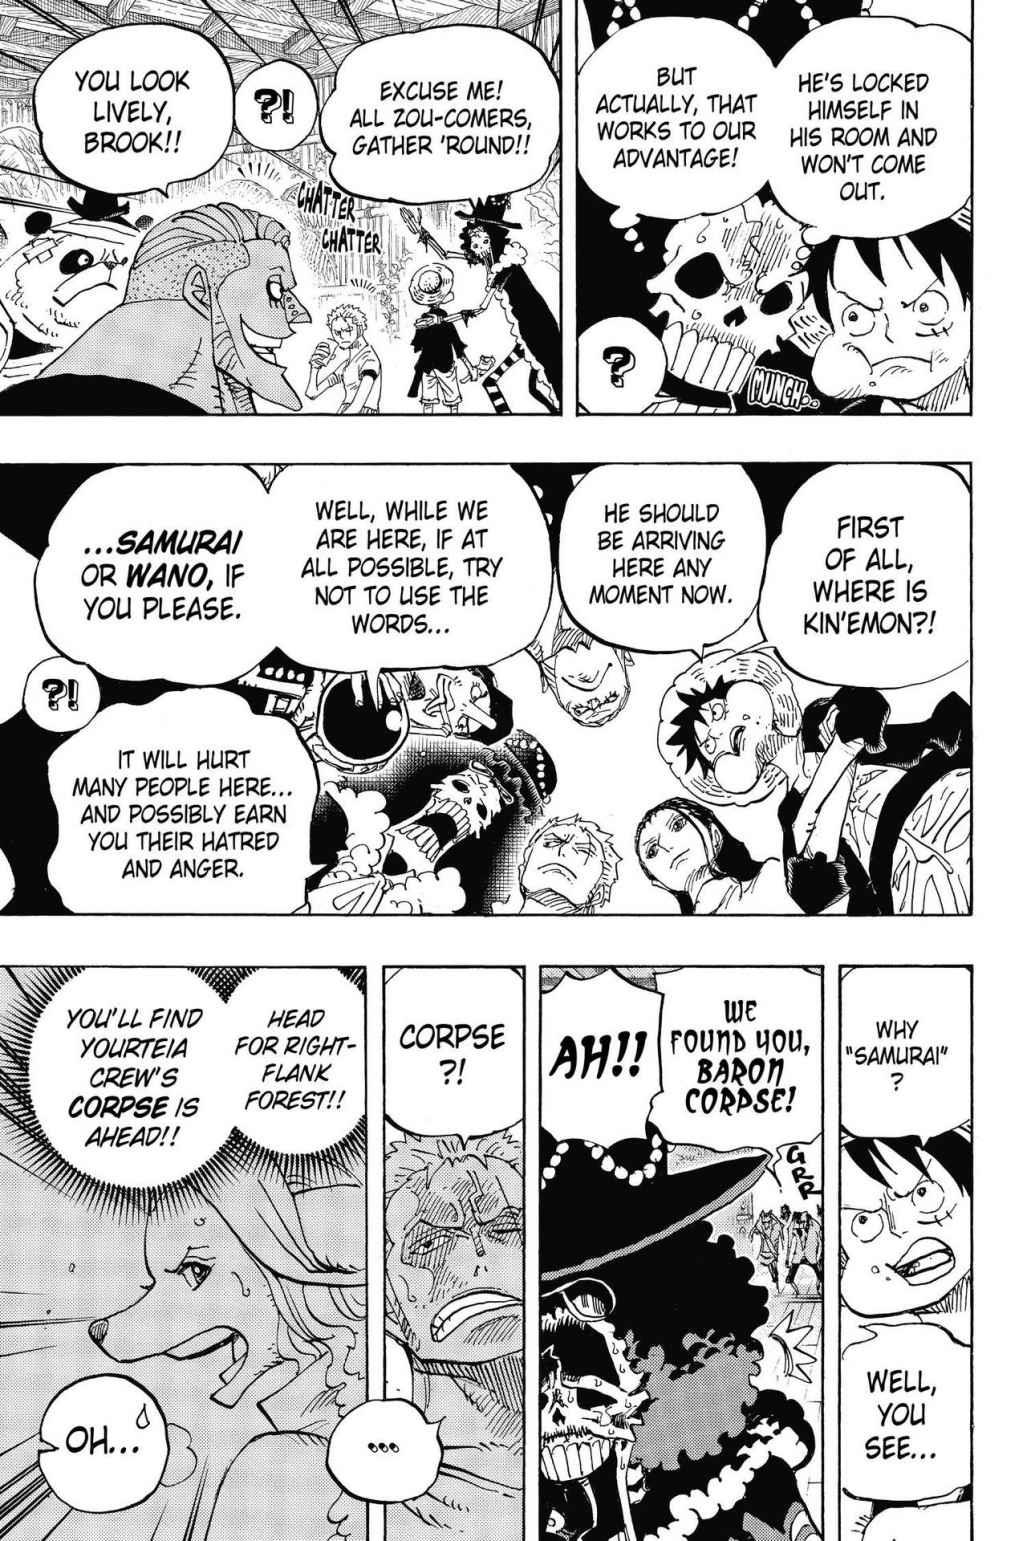 HE'S LOCKED
HIMSELF IN
HIS ROOM AND
WON'T COME
OUT.
BUT
ACTUALLY, THAT
WORKS TO OUR
ADVANTAGE!
?
MUNCH..
EXCUSE ME!
ALL ZOU-COMERS,
GATHER 'ROUND!!
?!
CHATTER
CHATTER
YOU LOOK
LIVELY,
BROOK!!
FIRST
OF ALL,
WHERE IS
KIN'EMON?!
HE SHOULD
BE ARRIVING
HERE ANY
MOMENT NOW.
WELL, WHILE WE
ARE HERE, IF AT
ALL POSSIBLE, TRY
NOT TO USE THE
WORDS...
...SAMURAI
OR WANO, IF
YOU PLEASE.
?!
IT WILL HURT
MANY PEOPLE HERE...
AND POSSIBLY EARN
YOU THEIR HATRED
AND ANGER.
WHY
"SAMURAI"
?
WELL,
YOU
SEE...
WE
FOUND YOU,
BARON
CORPSE!
GRR
AH!!
CORPSE
?!
...
HEAD
FOR RIGHT-
FLANK
FOREST!!
YOU'LL FIND
YOURTEIA
CREW'S
CORPSE IS
AHEAD!!
OH...